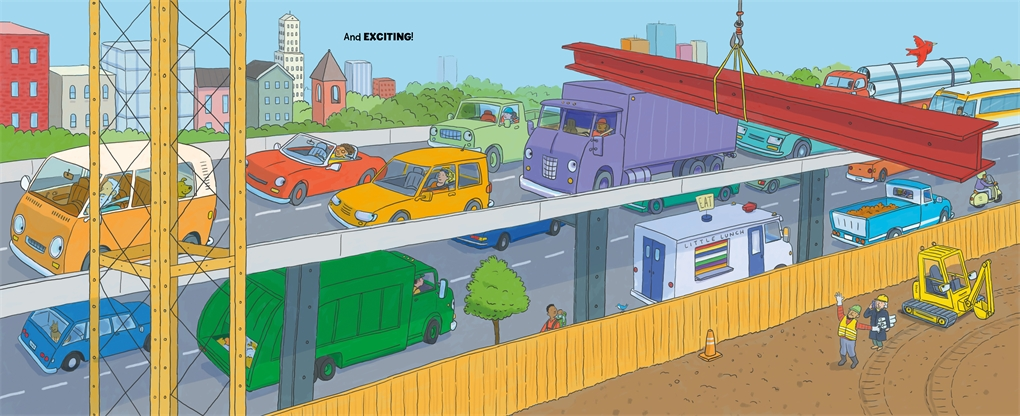 And EXCITING!
EAT
LITTLE LUNCH